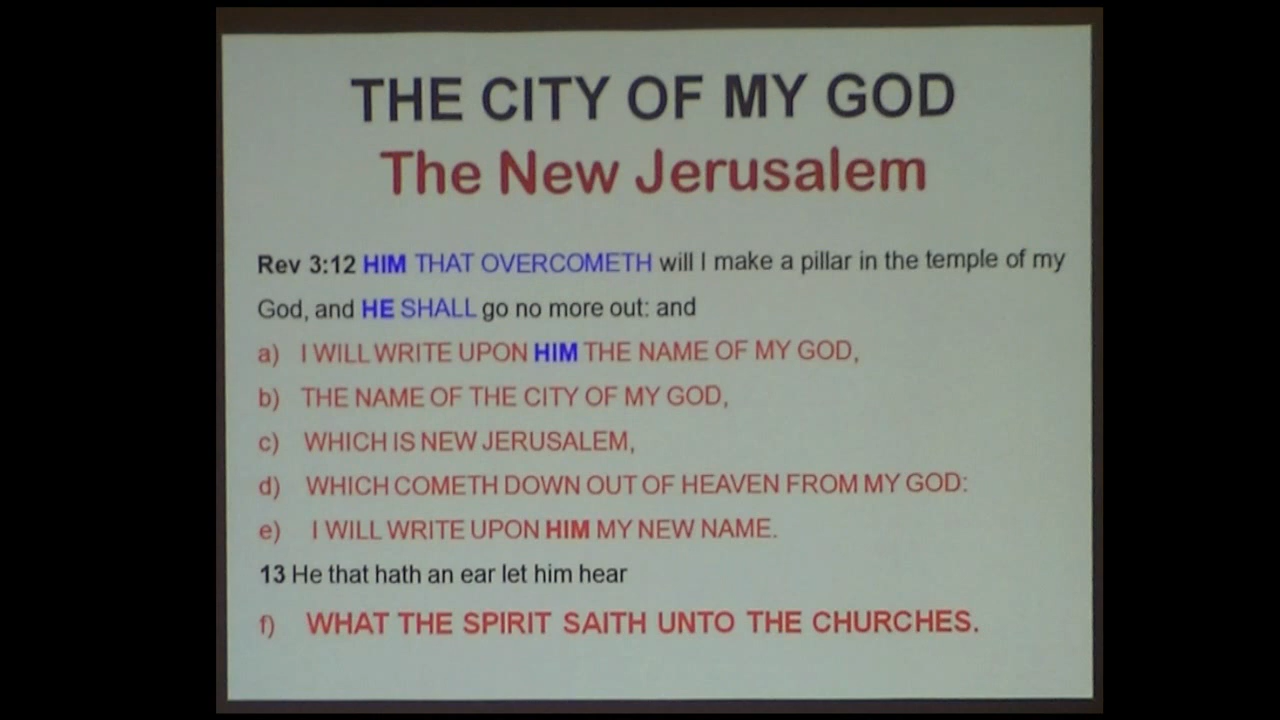 THE CITY OF MY GOD
The New Jerusalem
Rev 3:12 HIM THAT OVERCOMETH will I make a pillar in the temple of my
God, and HE SHALL go no more out: and
a) I WILL WRITE UPON HIM THE NAME OF MY GOD,
b) THE NAME OF THE CITY OF MY GOD,
c) WHICH IS NEW JERUSALEM,
d) WHICH COMETH DOWN OUT OF HEAVEN FROM MY GOD:
e) I WILL WRITE UPON HIM MY NEW NAME.
13 He that hath an ear let him hear
f) WHAT THE SPIRIT SAITH UNTO THE CHURCHES.